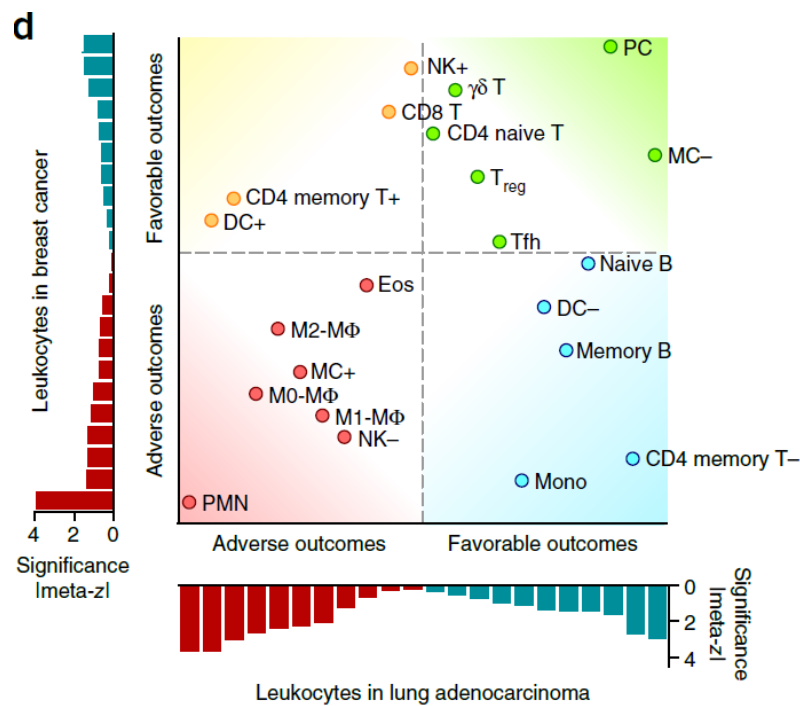 d
Leukocytes in breast cancer
Favorable outcomes
Adverse outcomes
PC
NK+
γδ T
CD8 T
CD4 naive T
MC–
Treg
CD4 memory T+
DC+
Tfh
Naive B
Eos
DC–
M2-MΦ
Memory B
MC+
M0-MΦ
M1-MΦ
NK–
CD4 memory T–
Mono
PMN
4 2 0
Significance
|meta-z|
Adverse outcomes Favorable outcomes
0
2
4
Significance
|meta-z|
Leukocytes in lung adenocarcinoma